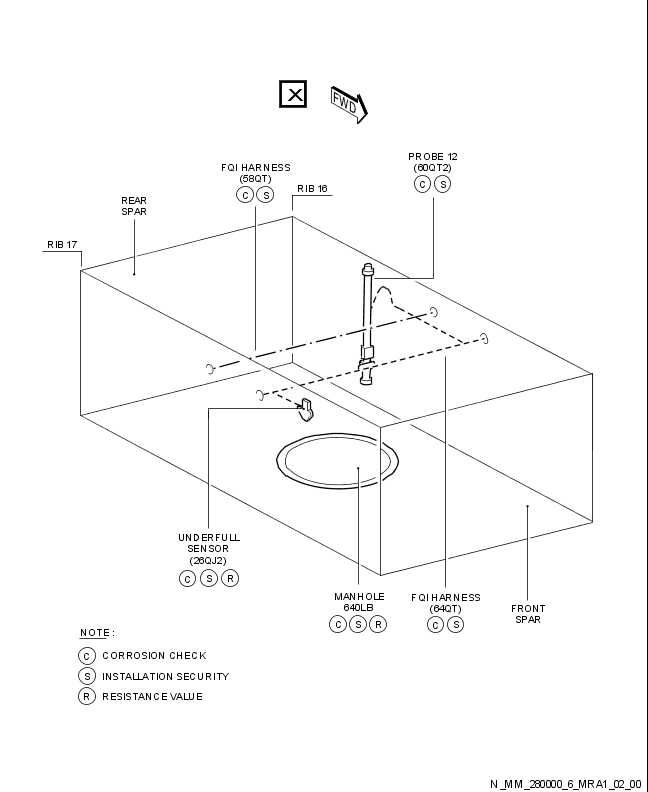 X
FWD
PROBE 12
(60QT2)
C S
FQI HARNESS
(58QT)
C S
RIB 16
REAR
SPAR
RIB 17
UNDERFULL
SENSOR
(26QJ2)
C S R
MANHOLE
640LB
C S R
FQI HARNESS
(64QT)
C S
FRONT
SPAR
NOTE :
C CORROSION CHECK
S INSTALLATION SECURITY
R RESISTANCE VALUE
N_MM_280000_6_MRA1_02_00